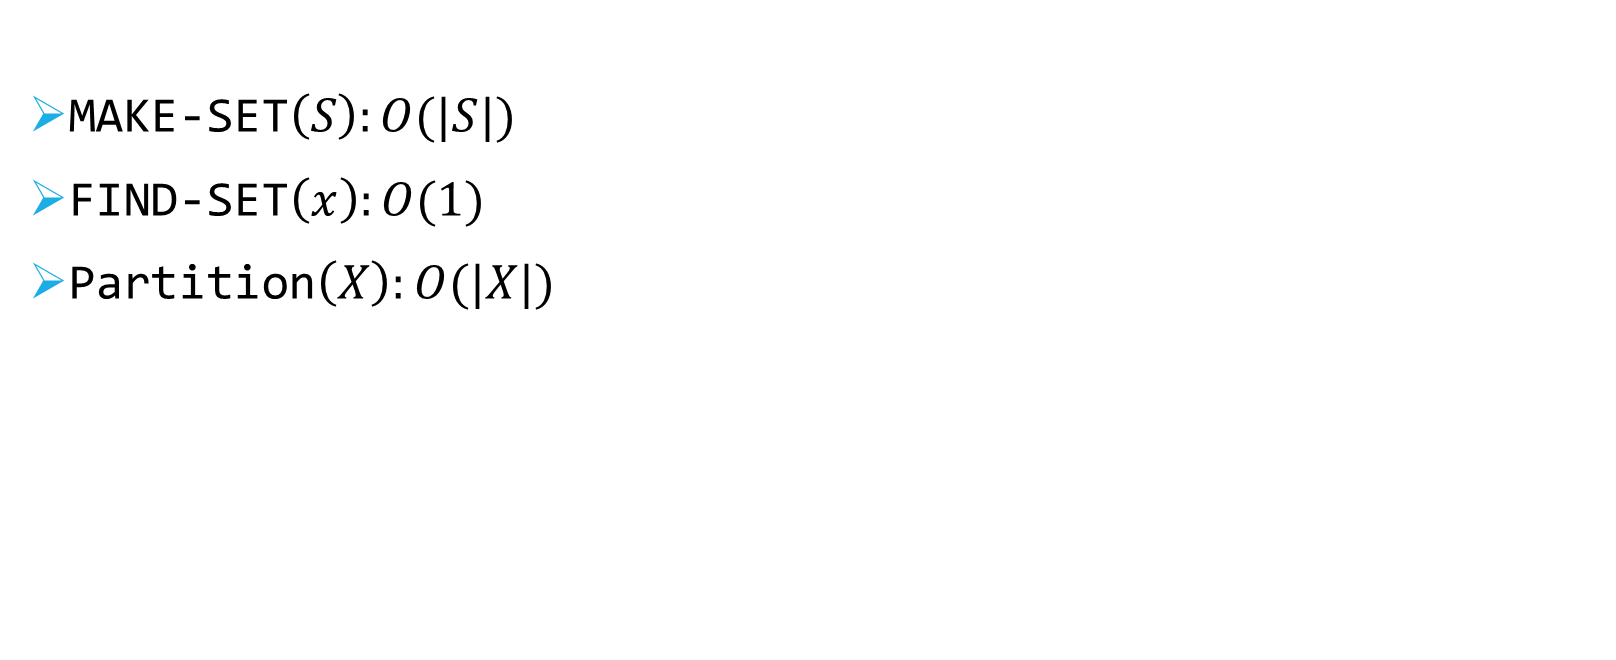 ➢MAKE-SET(S): O(|S|)
➢FIND-SET(x): O(1)
➢Partition(X): O(|X|)